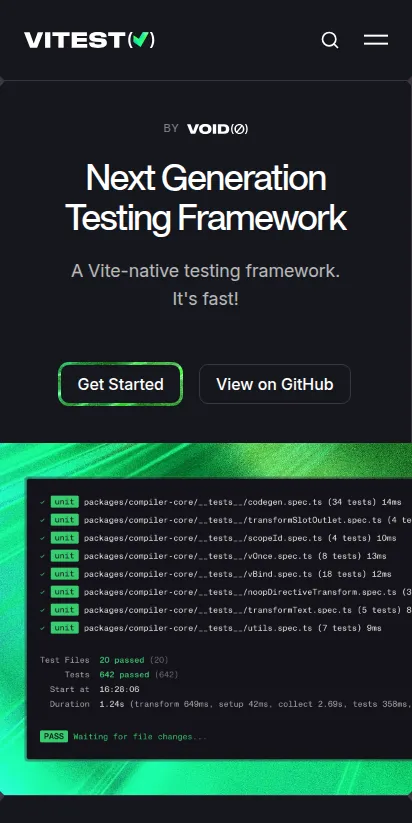 VITEST
BY VOID(0)
Next Generation
Testing Framework
A Vite-native testing framework.
It's fast!
Get Started
View on GitHub
✓ unit packages/compiler-core/__tests__/codegen.spec.ts (34 tests) 14ms
✓ unit packages/compiler-core/__tests__/transformSlotOutlet.spec.ts (4 te
✓ unit packages/compiler-core/__tests__/scopeId.spec.ts (4 tests) 10ms
✓ unit packages/compiler-core/__tests__/vOnce.spec.ts (8 tests) 13ms
✓ unit packages/compiler-core/__tests__/vBind.spec.ts (18 tests) 12ms
✓ unit packages/compiler-core/__tests__/noopDirectiveTransform.spec.ts (3
✓ unit packages/compiler-core/__tests__/transformText.spec.ts (5 tests) 8
✓ unit packages/compiler-core/__tests__/utils.spec.ts (7 tests) 9ms
Test Files 20 passed (20)
Tests 642 passed (642)
Start at 16:28:06
Duration 1.24s (transform 649ms, setup 42ms, collect 2.69s, tests 358ms,
PASS Waiting for file changes...